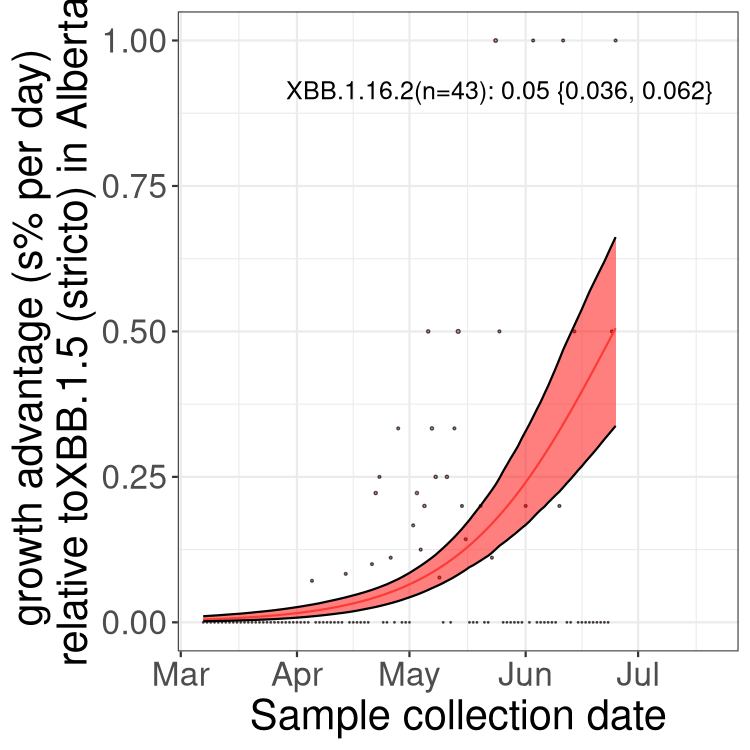 growth advantage (s% per day)
relative toXBB.1.5 (stricto) in Alberta
1.00
XBB.1.16.2(n=43): 0.05 {0.036, 0.062}
0.75
0.50
0.25
0.00
Mar Apr May Jun Jul
Sample collection date